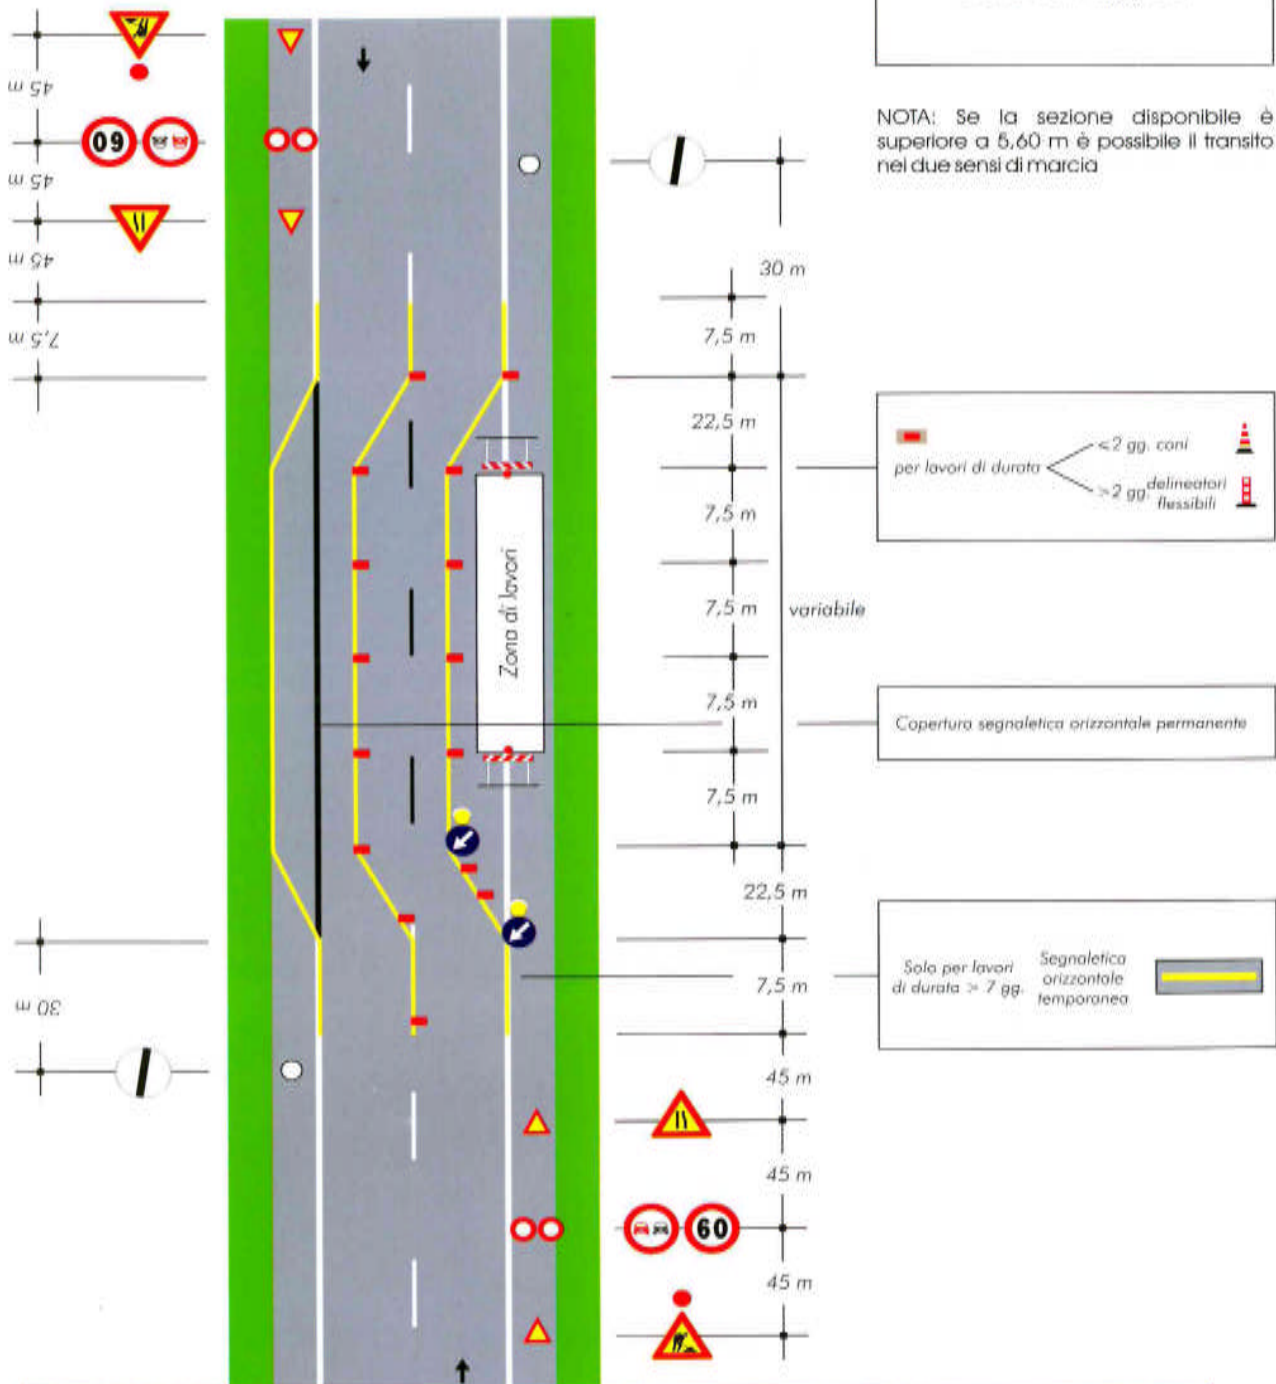 NOTA: Se la sezione disponibile è
superiore a 5,60 m è possibile il transito
nei due sensi di marcia
45 m
60
45 m
45 m
7,5 m
30 m
7,5 m
22,5 m
per lavori di durata
<2 gg. coni
>2 gg. delineatori
flessibili
7,5 m
Zona di lavori
7,5 m
variabile
7,5 m
Copertura segnaletica orizzontale permanente
7,5 m
22,5 m
Solo per lavori
di durata > 7 gg.
Segnaletica
orizzontale
temporanea
7,5 m
30 m
45 m
45 m
60
45 m